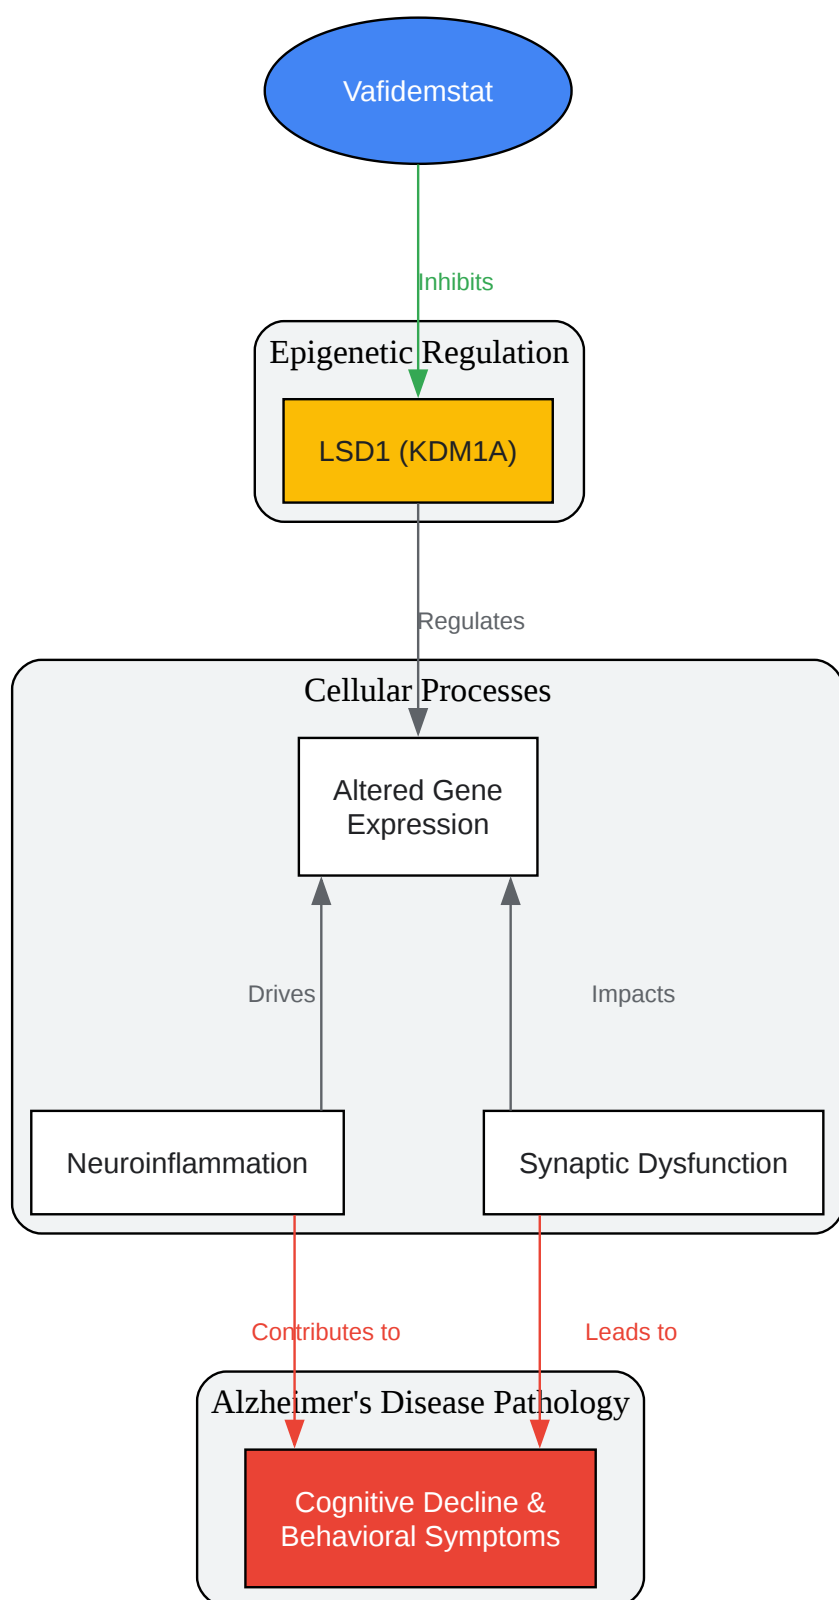 Vafidemstat
Inhibits
Epigenetic Regulation
LSD1 (KDM1A)
Regulates
Cellular Processes
Altered Gene
Expression
Drives
Impacts
Neuroinflammation
Synaptic Dysfunction
Contributes to
Leads to
Alzheimer's Disease Pathology
Cognitive Decline &
Behavioral Symptoms